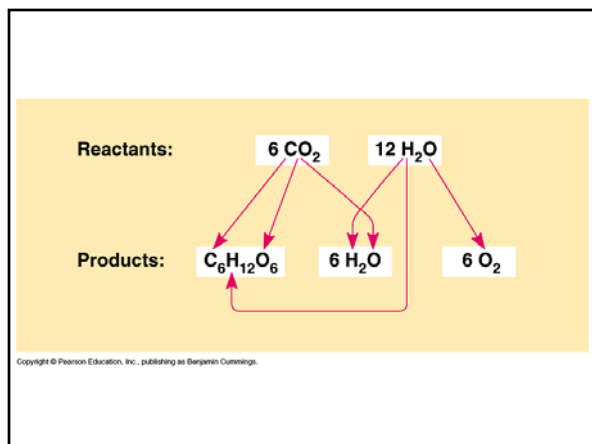 Reactants: 6 CO₂ 12 H₂O
Products: C₆H₁₂O₆ 6 H₂O 6 O₂
Copyright © Pearson Education, Inc., publishing as Benjamin Cummings.